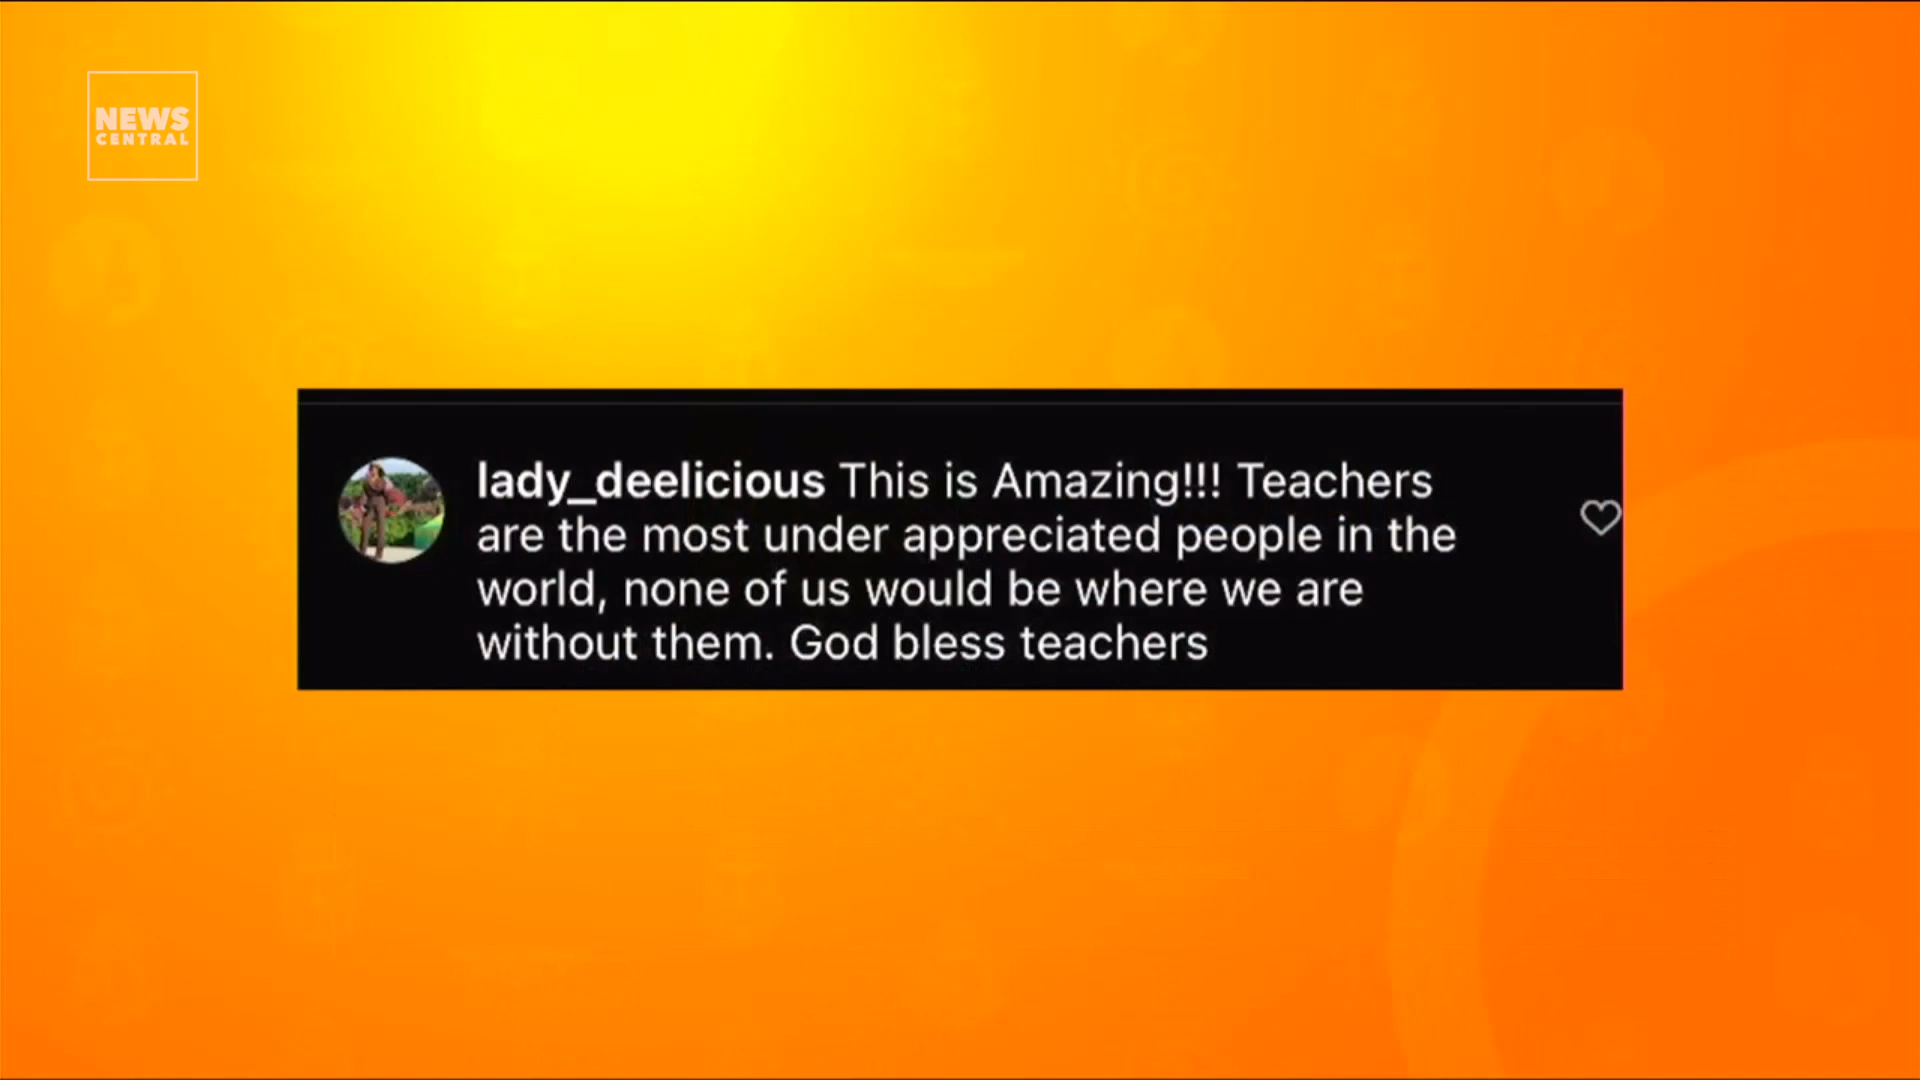 NEWS
CENTRAL
lady_deelicious This is Amazing!!! Teachers
are the most under appreciated people in the
world, none of us would be where we are
without them. God bless teachers